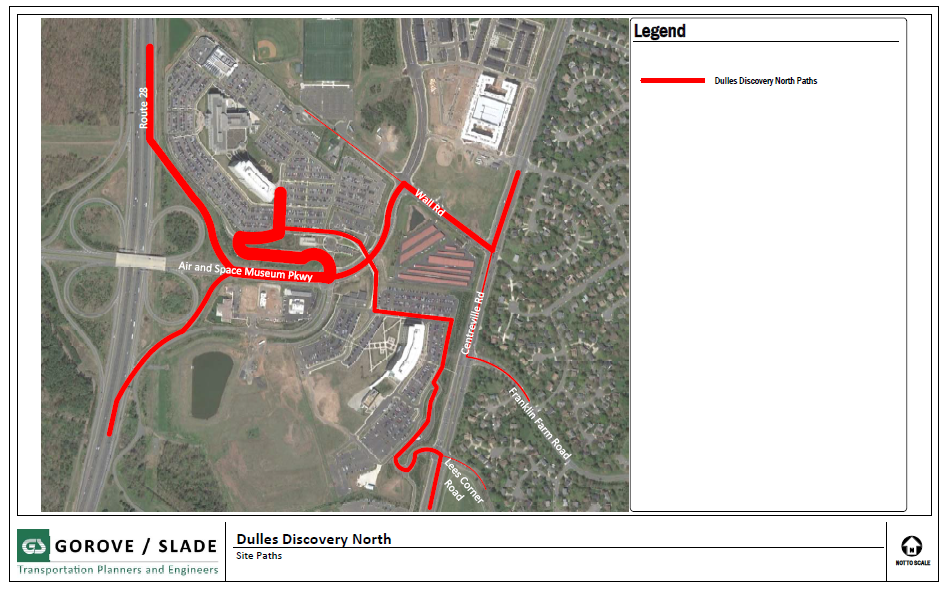 Legend
Dulles Discovery North Paths
Route 28
Wall Rd
Air and Space Museum Pkwy
Centreville Rd
Franklin Farm Road
Lees Corner
Road
GS GOROVE / SLADE
Transportation Planners and Engineers
Dulles Discovery North
Site Paths
N
NOT TO SCALE